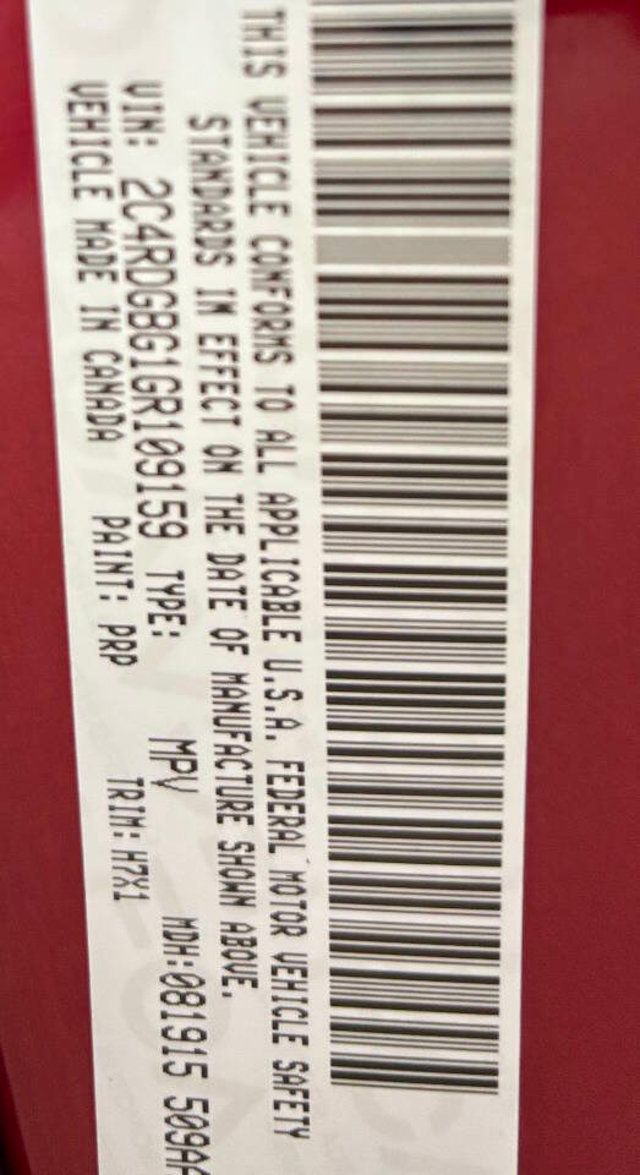 THIS VEHICLE CONFORMS TO ALL APPLICABLE U.S.A. FEDERAL MOTOR VEHICLE SAFETY
STANDARDS IN EFFECT ON THE DATE OF MANUFACTURE SHOWN ABOVE.
VIN: 2C4RDGBG1GR109159 TYPE: MPV MDH:081915 509AA
VEHICLE MADE IN CANADA PAINT: PRP TRIM: H7X1